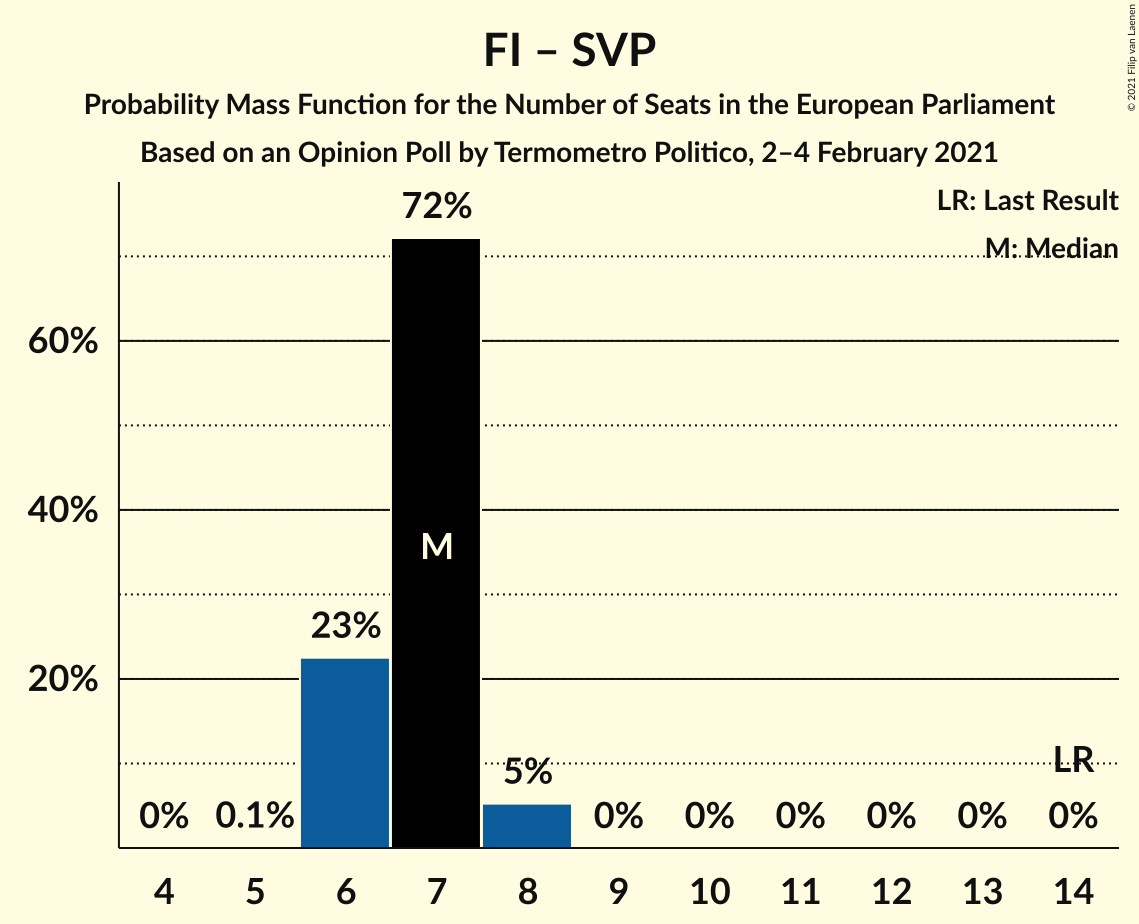 FI – SVP
Probability Mass Function for the Number of Seats in the European Parliament
Based on an Opinion Poll by Termometro Politico, 2–4 February 2021
© 2021 Filip van Laenen
LR: Last Result
M: Median
72%
60%
40%
M
23%
20%
LR
5%
0% 0.1% 0% 0% 0% 0% 0% 0%
4 5 6 7 8 9 10 11 12 13 14